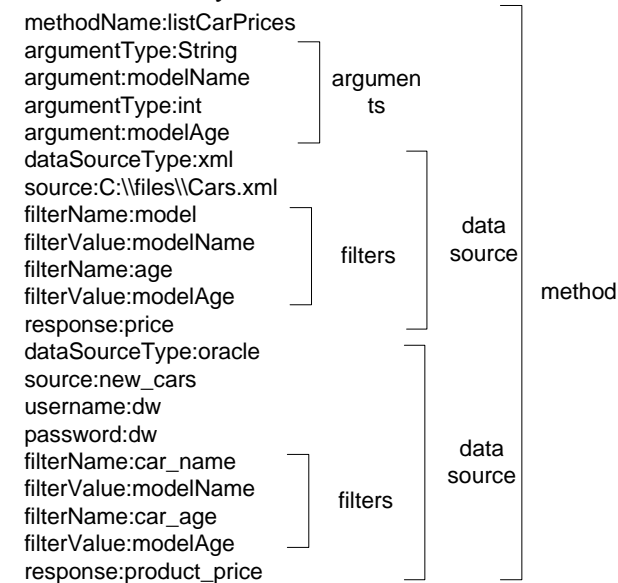 methodName:listCarPrices
argumentType:String
argument:modelName
argumentType:int
argument:modelAge
dataSourceType:xml
source:C:\\files\\Cars.xml
filterName:model
filterValue:modelName
filterName:age
filterValue:modelAge
response:price
dataSourceType:oracle
source:new_cars
username:dw
password:dw
filterName:car_name
filterValue:modelName
filterName:car_age
filterValue:modelAge
response:product_price
argumen
ts
filters
filters
data
source
data
source
method